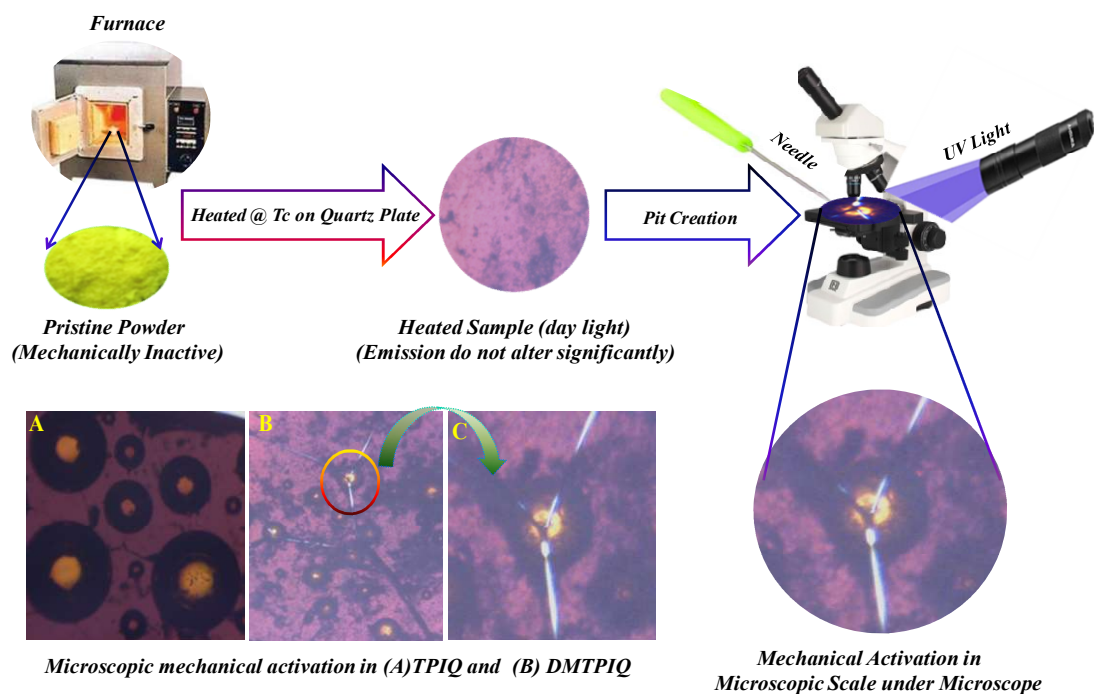 Furnace
Needle
UV Light
Heated @ Tc on Quartz Plate
Pit Creation
Pristine Powder
(Mechanically Inactive)
Heated Sample (day light)
(Emission do not alter significantly)
A
B
C
Microscopic mechanical activation in (A)TPIQ and (B) DMTPIQ
Mechanical Activation in
Microscopic Scale under Microscope